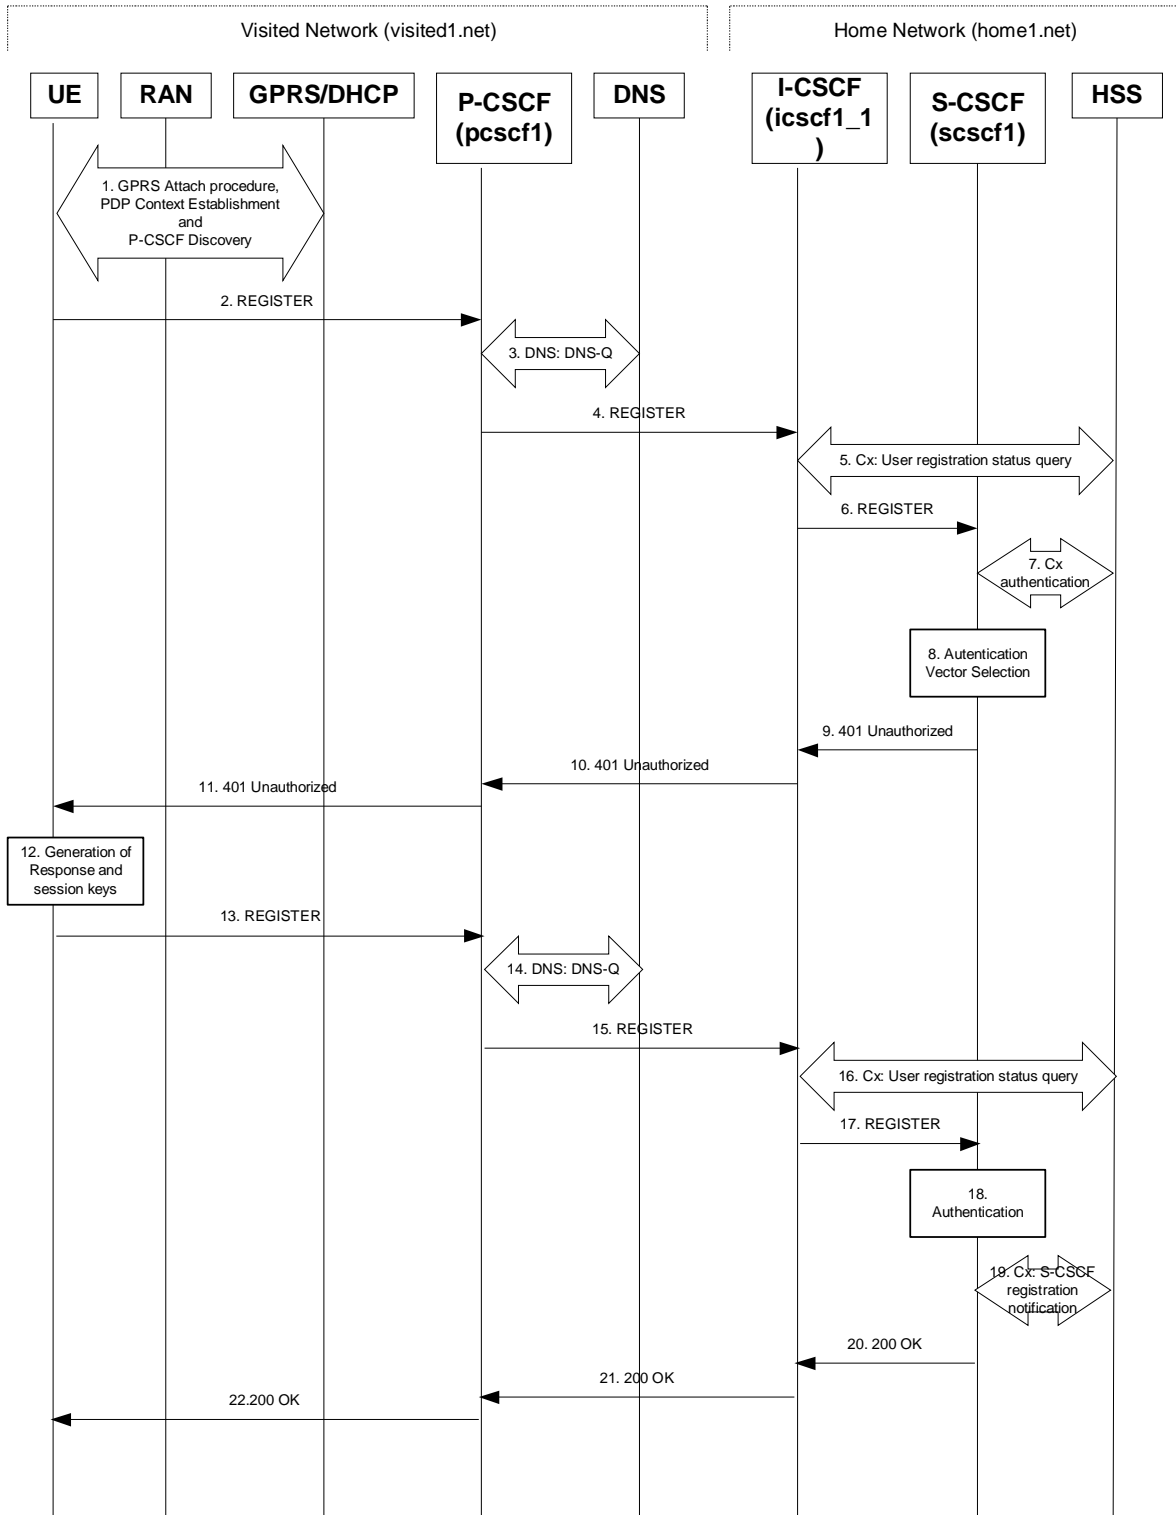 Visited Network (visited1.net)
Home Network (home1.net)
UE
RAN
GPRS/DHCP
P-CSCF
(pcscf1)
DNS
I-CSCF
(icscf1_1
)
S-CSCF
(scscf1)
HSS
1. GPRS Attach procedure,
PDP Context Establishment
and
P-CSCF Discovery
2. REGISTER
3. DNS: DNS-Q
4. REGISTER
5. Cx: User registration status query
6. REGISTER
7. Cx
authentication
8. Autentication
Vector Selection
9. 401 Unauthorized
10. 401 Unauthorized
11. 401 Unauthorized
12. Generation of
Response and
session keys
13. REGISTER
14. DNS: DNS-Q
15. REGISTER
16. Cx: User registration status query
17. REGISTER
18.
Authentication
19. Cx: S-CSCF
registration
notification
20. 200 OK
21. 200 OK
22.200 OK